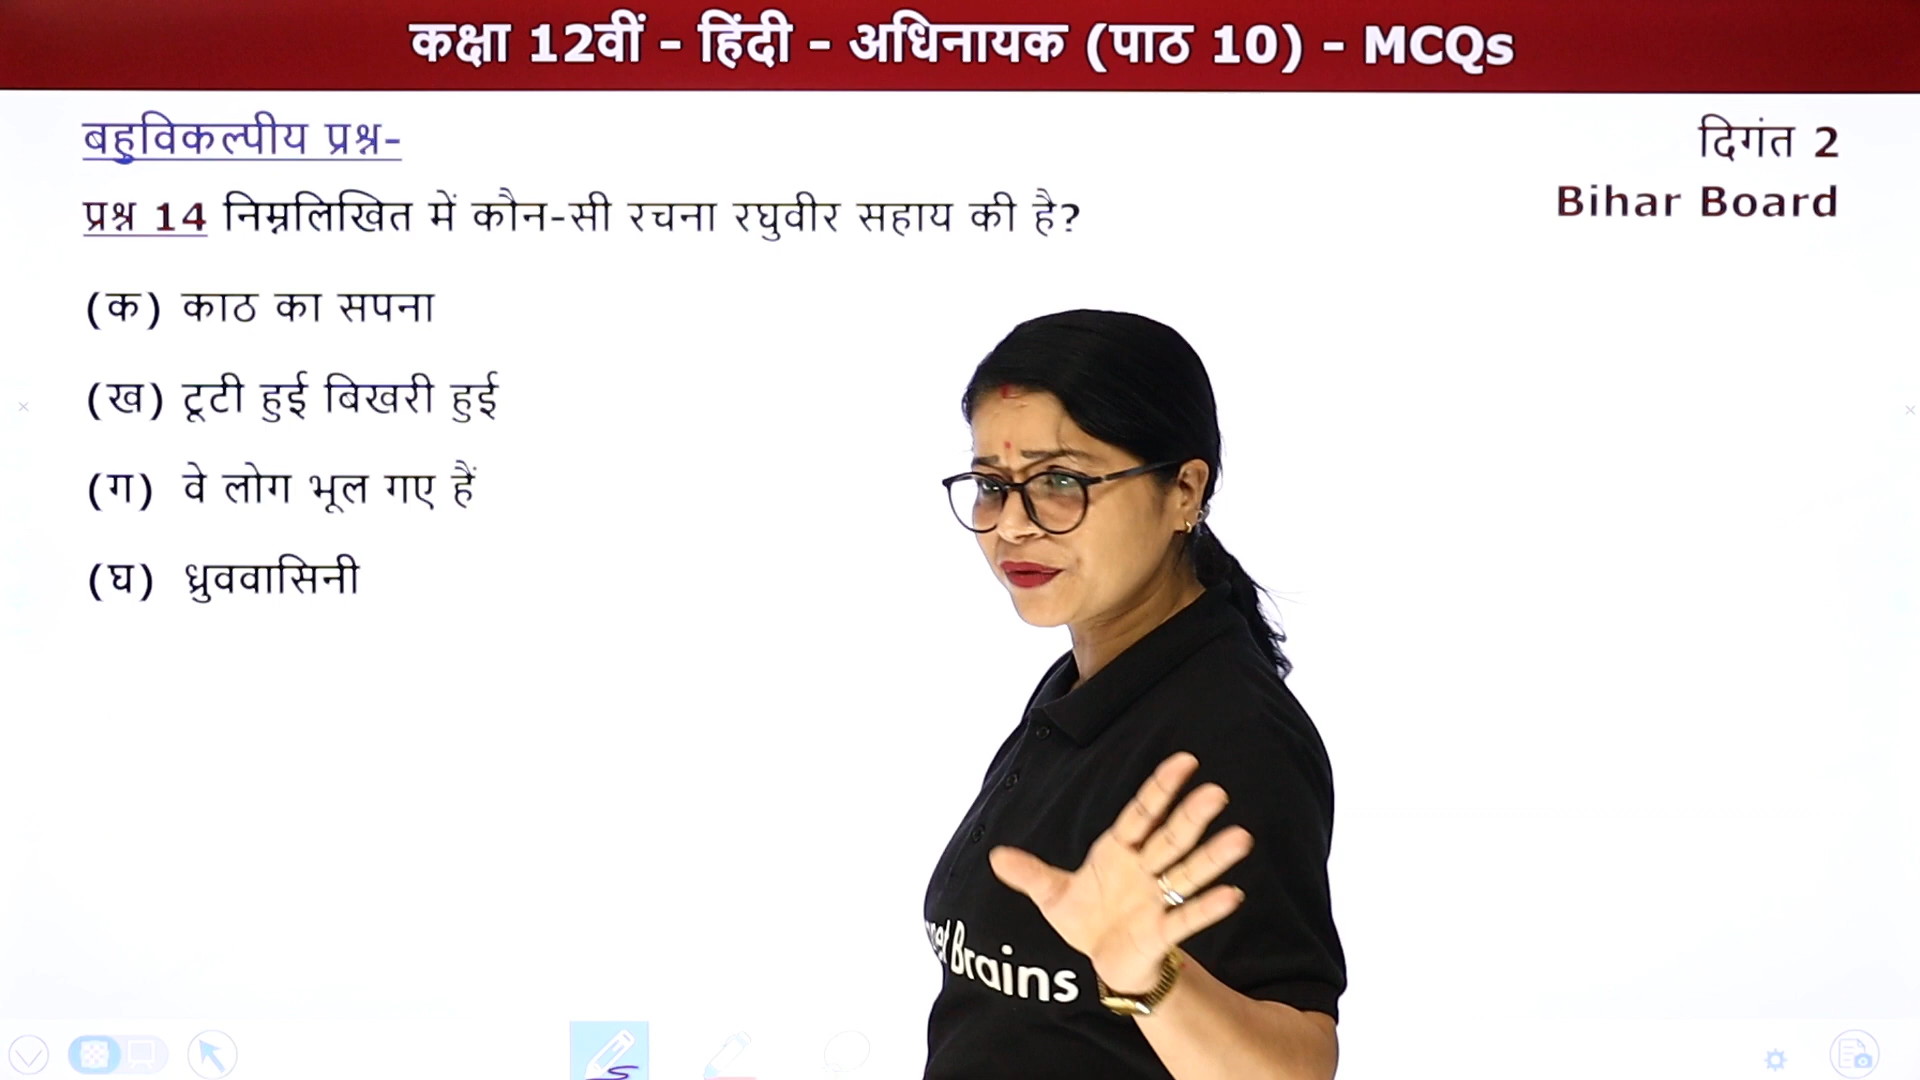 कक्षा 12वीं - हिंदी - अधिनायक (पाठ 10) - MCQs
बहुविकल्पीय प्रश्न-
दिगंत 2
Bihar Board
प्रश्न 14 निम्नलिखित में कौन-सी रचना रघुवीर सहाय की है?
(क) काठ का सपना
(ख) टूटी हुई बिखरी हुई
(ग) वे लोग भूल गए हैं
(घ) ध्रुववासिनी
Brains